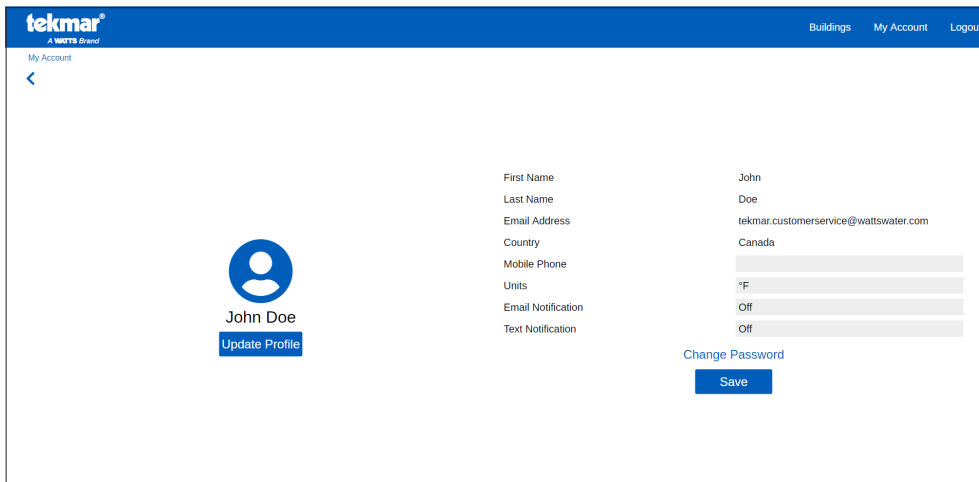 tekmar®
A WATTS Brand
Buildings My Account Logou
My Account
First Name John
Last Name Doe
Email Address tekmar.customerservice@wattswater.com
Country Canada
Mobile Phone
Units °F
Email Notification Off
Text Notification Off
John Doe
Update Profile
Change Password
Save